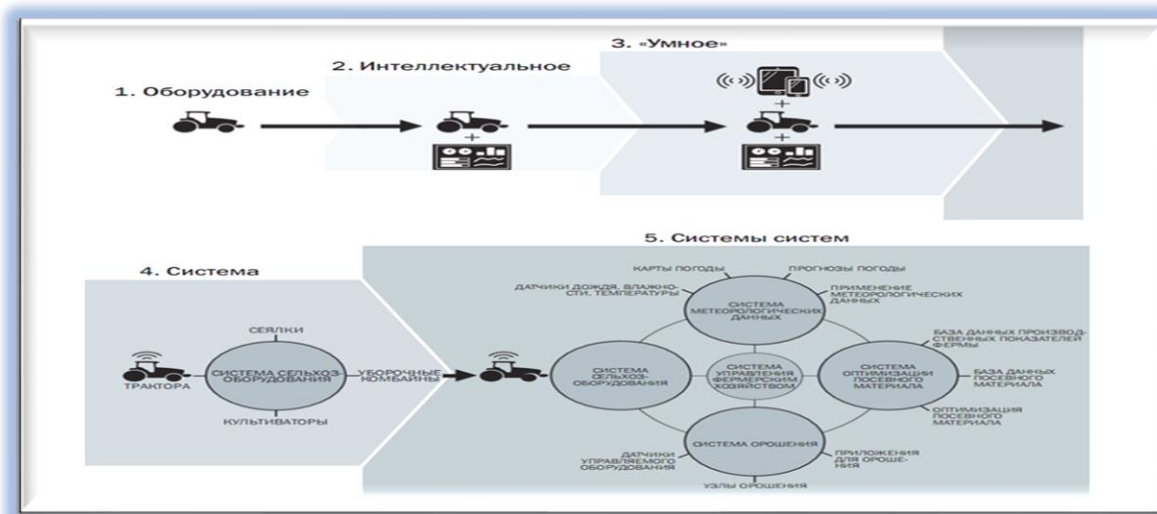 3. «Умное»
2. Интеллектуальное
1. Оборудование
+
+
+
5. Системы систем
4. Система
СЕЯЛКИ
ТРАКТОРА
СИСТЕМА СЕЛЬХОЗ-
ОБОРУДОВАНИЯ
УБОРОЧНЫЕ
КОМБАЙНЫ
КУЛЬТИВАТОРЫ
КАРТЫ ПОГОДЫ
ПРОГНОЗЫ ПОГОДЫ
ДАТЧИКИ ДОЖДЯ, ВЛАЖНО-
СТИ, ТЕМПЕРАТУРЫ
СИСТЕМА
МЕТЕОРОЛОГИЧЕСКИХ
ДАННЫХ
ПРИМЕНЕНИЕ
МЕТЕОРОЛОГИЧЕСКИХ
ДАННЫХ
СИСТЕМА
СЕЛЬХОЗ-
ОБОРУДОВАНИЯ
СИСТЕМА
УПРАВЛЕНИЯ
ФЕРМЕРСКИМ
ХОЗЯЙСТВОМ
СИСТЕМА
ОПТИМИЗАЦИИ
ПОСЕВНОГО
МАТЕРИАЛА
БАЗА ДАННЫХ ПРОИЗВОД-
СТВЕННЫХ ПОКАЗАТЕЛЕЙ
ФЕРМЫ
БАЗА ДАННЫХ
ПОСЕВНОГО
МАТЕРИАЛА
ОПТИМИЗАЦИЯ
ПОСЕВНОГО
МАТЕРИАЛА
СИСТЕМА ОРОШЕНИЯ
ДАТЧИКИ
УПРАВЛЯЕМОГО
ОБОРУДОВАНИЯ
ПРИЛОЖЕНИЯ
ДЛЯ ОРОШЕ-
НИЯ
УЗЛЫ ОРОШЕНИЯ